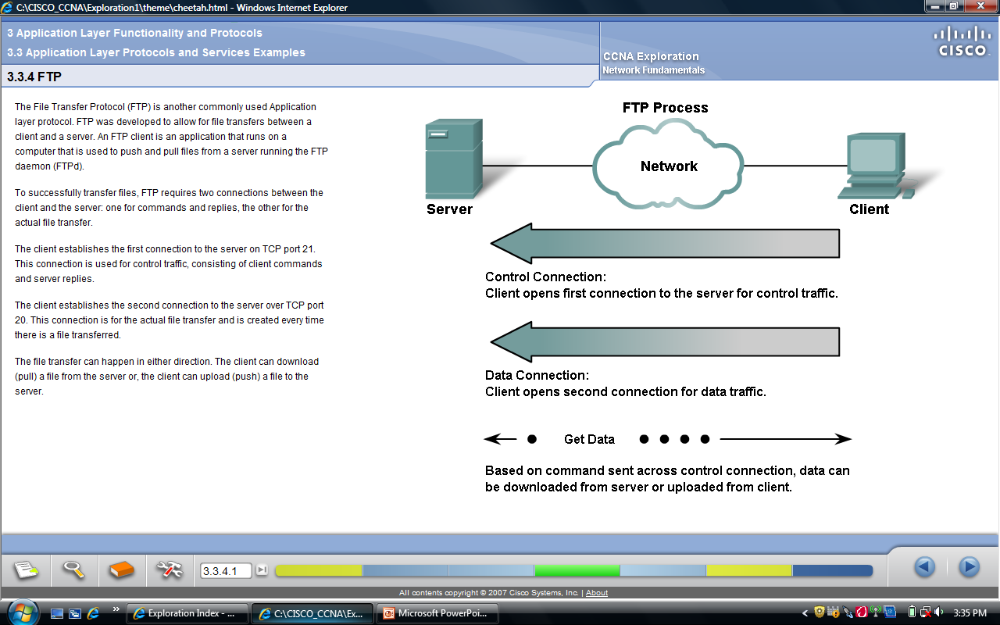 C:\CISCO_CCNA\Exploration1\theme\cheetah.html - Windows Internet Explorer
3 Application Layer Functionality and Protocols
3.3 Application Layer Protocols and Services Examples
3.3.4 FTP
CCNA Exploration
Network Fundamentals
CISCO
The File Transfer Protocol (FTP) is another commonly used Application
layer protocol. FTP was developed to allow for file transfers between a
client and a server. An FTP client is an application that runs on a
computer that is used to push and pull files from a server running the FTP
daemon (FTPd).
To successfully transfer files, FTP requires two connections between the
client and the server: one for commands and replies, the other for the
actual file transfer.
The client establishes the first connection to the server on TCP port 21.
This connection is used for control traffic, consisting of client commands
and server replies.
The client establishes the second connection to the server over TCP port
20. This connection is for the actual file transfer and is created every time
there is a file transferred.
The file transfer can happen in either direction. The client can download
(pull) a file from the server or, the client can upload (push) a file to the
server.
FTP Process
Network
Server
Client
Control Connection:
Client opens first connection to the server for control traffic.
Data Connection:
Client opens second connection for data traffic.
Get Data
Based on command sent across control connection, data can
be downloaded from server or uploaded from client.
3.3.4.1
All contents copyright © 2007 Cisco Systems, Inc. | About
Exploration Index - ...
C:\CISCO_CCNA\Ex...
Microsoft PowerPoi...
3:35 PM